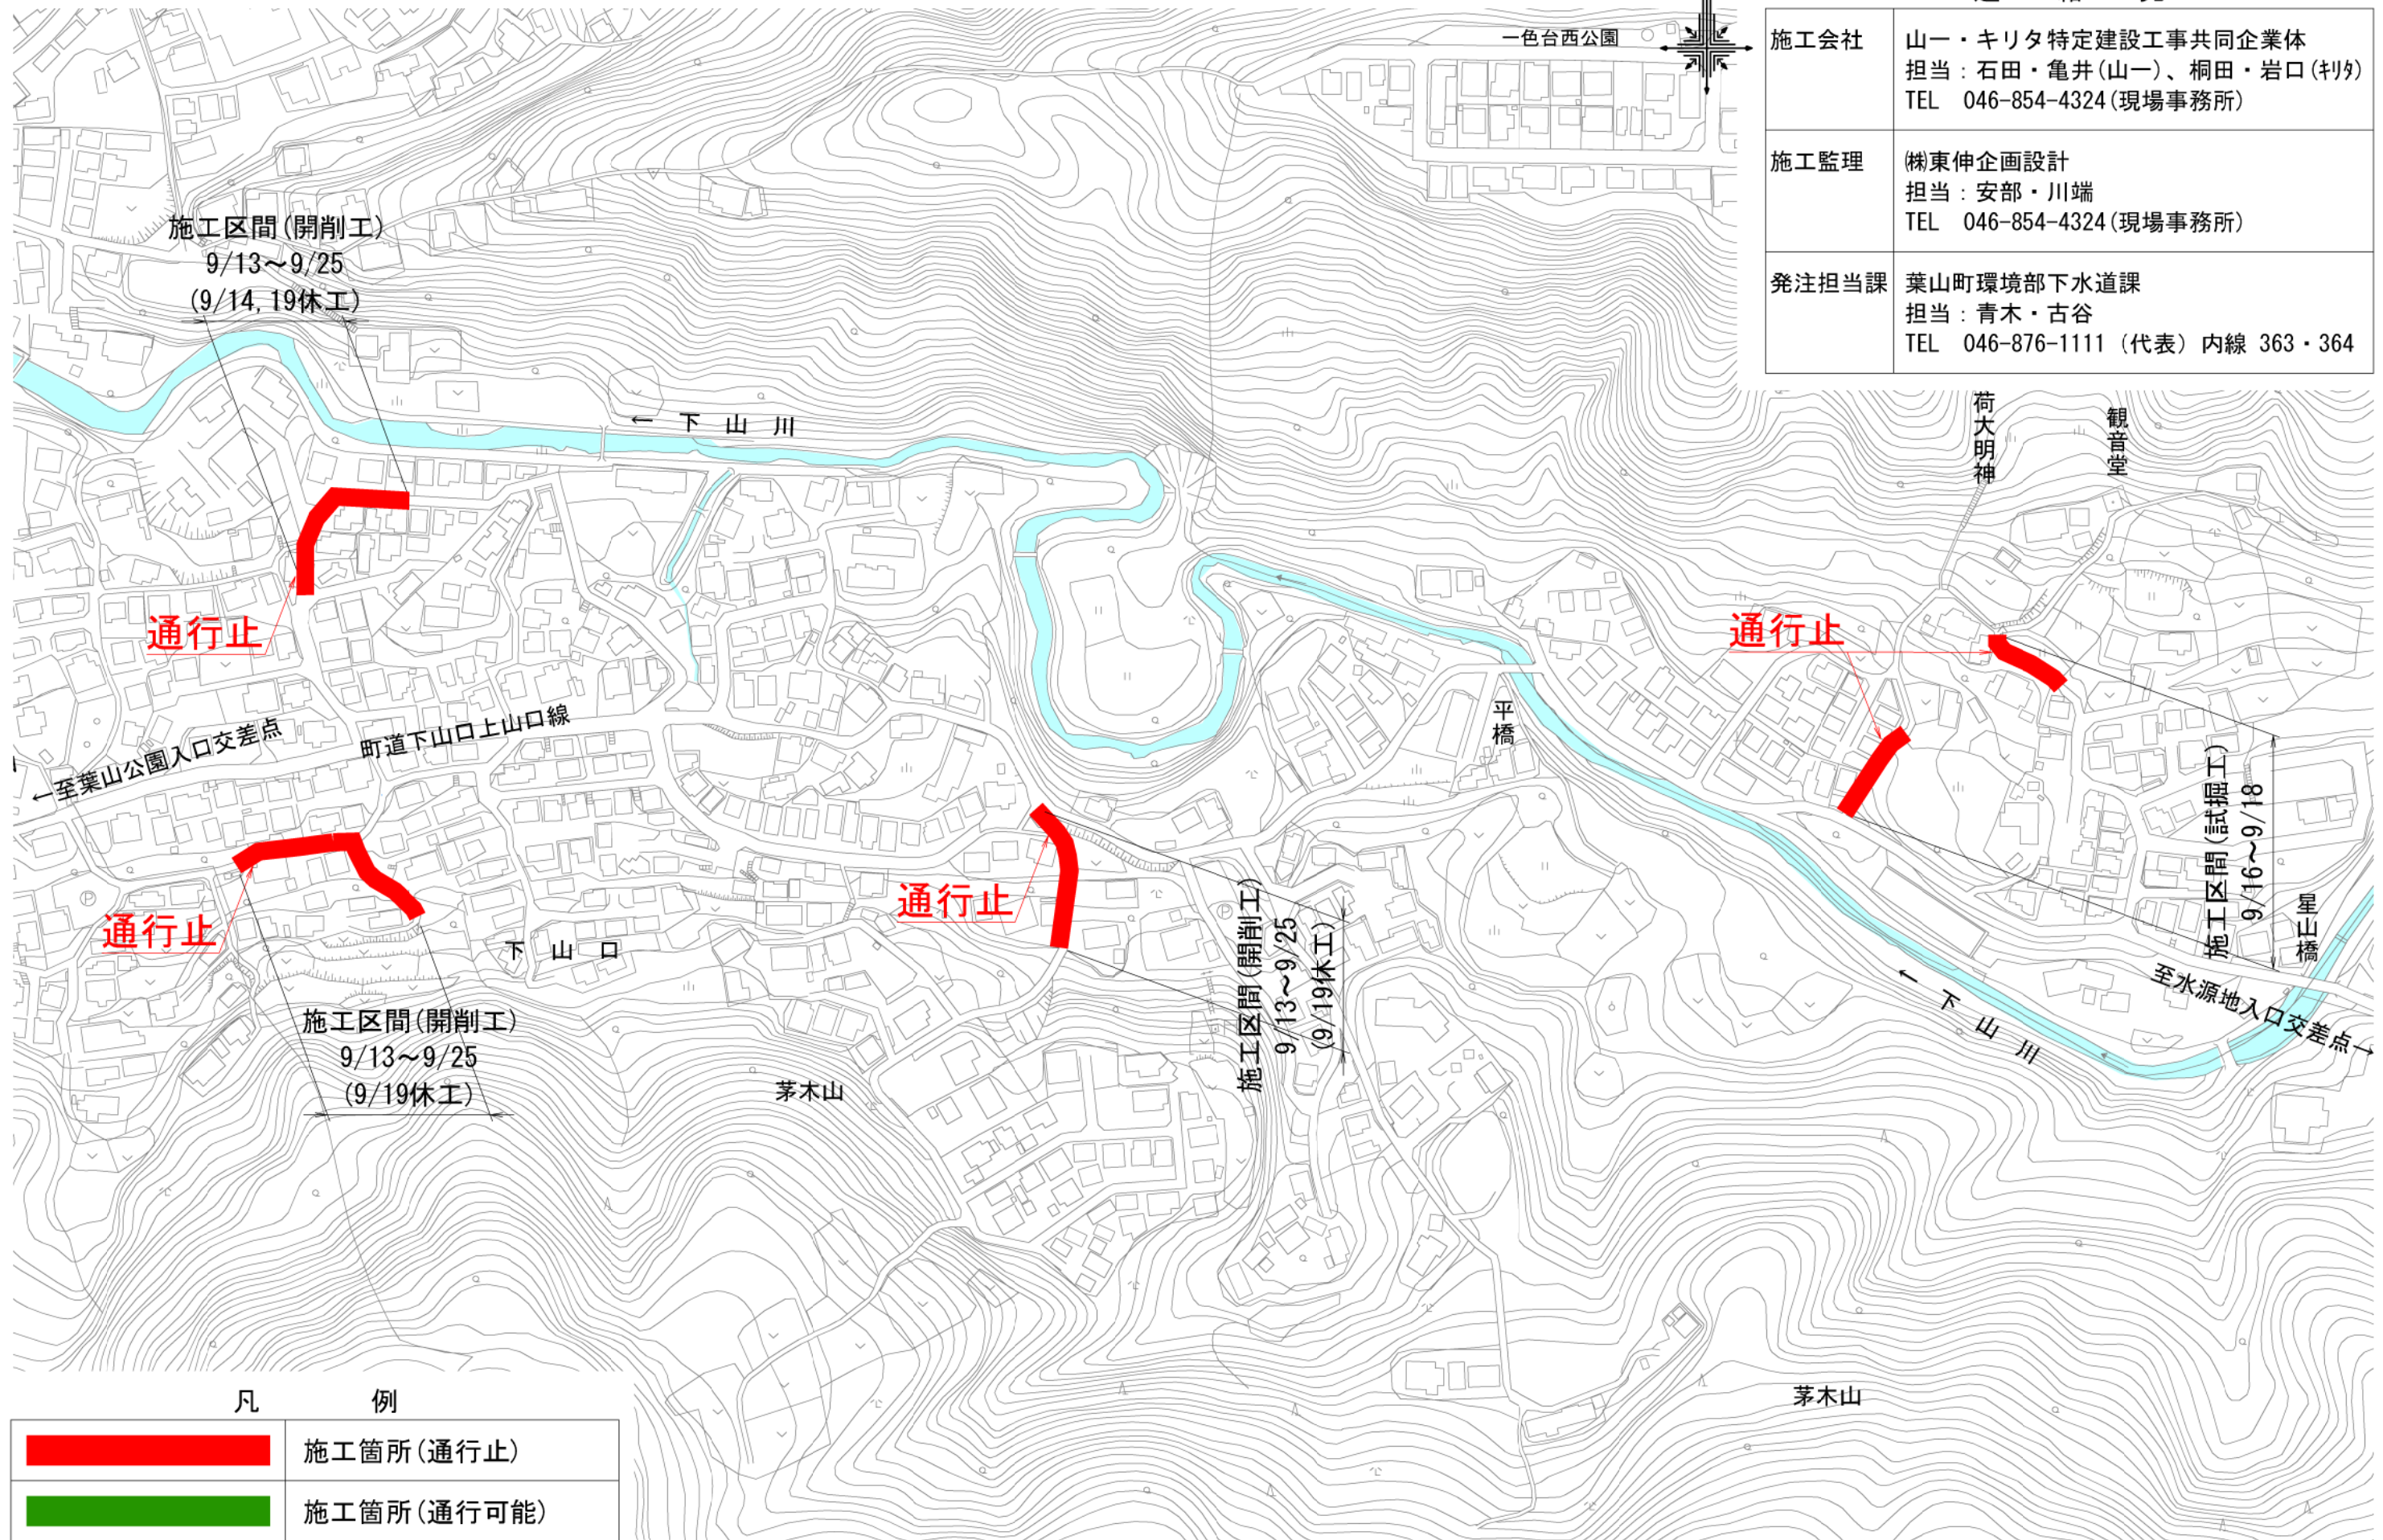 一色台西公園
施工会社
山一・キリタ特定建設工事共同企業体
担当：石田・亀井(山一)、桐田・岩口(ｷﾘﾀ)
TEL　046-854-4324(現場事務所)
施工監理
㈱東伸企画設計
担当：安部・川端
TEL　046-854-4324(現場事務所)
発注担当課
葉山町環境部下水道課
担当：青木・古谷
TEL　046-876-1111（代表）内線 363・364
施工区間(開削工)
9/13～9/25
(9/14,19休工)
← 下 山 川
荷大明神
観音堂
通行止
通行止
←至葉山公園入口交差点
町道下山口上山口線
平橋
通行止
通行止
下 山 口
施工区間(開削工)
9/13～9/25
(9/19休工)
施工区間(開削工)
9/13～9/25
(9/19休工)
施工区間(試掘工)
9/16～9/18
星山橋
至水源地入口交差点→
← 下 山 川
茅木山
茅木山
凡 例
施工箇所(通行止)
施工箇所(通行可能)